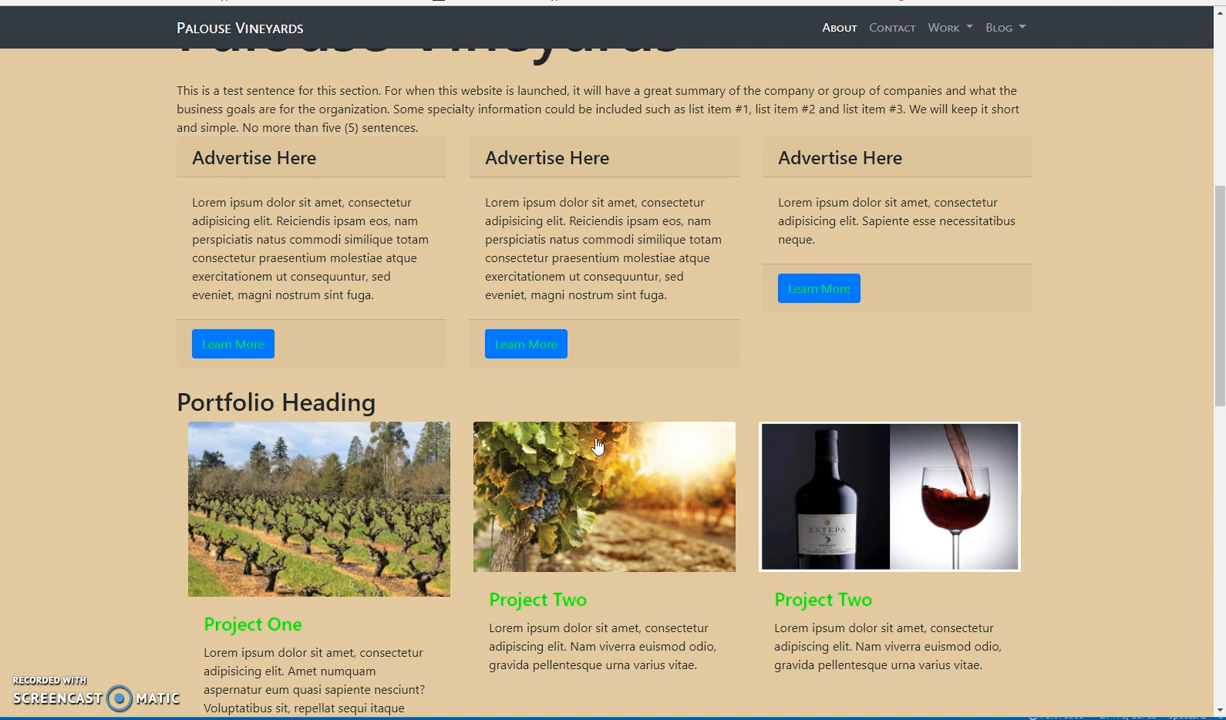 PALOUSE VINEYARDS
ABOUT CONTACT WORK BLOG
Palouse Vineyards
This is a test sentence for this section. For when this website is launched, it will have a great summary of the company or group of companies and what the
business goals are for the organization. Some specialty information could be included such as list item #1, list item #2 and list item #3. We will keep it short
and simple. No more than five (5) sentences.
Advertise Here
Lorem ipsum dolor sit amet, consectetur
adipisicing elit. Reiciendis ipsam eos, nam
perspiciatis natus commodi similique totam
consectetur praesentium molestiae atque
exercitationem ut consequuntur, sed
eveniet, magni nostrum sint fuga.
Learn More
Advertise Here
Lorem ipsum dolor sit amet, consectetur
adipisicing elit. Reiciendis ipsam eos, nam
perspiciatis natus commodi similique totam
consectetur praesentium molestiae atque
exercitationem ut consequuntur, sed
eveniet, magni nostrum sint fuga.
Learn More
Advertise Here
Lorem ipsum dolor sit amet, consectetur
adipisicing elit. Sapiente esse necessitatibus
neque.
Learn More
Portfolio Heading
Project One
Lorem ipsum dolor sit amet, consectetur
adipisicing elit. Amet numquam
aspernatur eum quasi sapiente nesciunt?
Voluptatibus sit, repellat sequi itaque
Project Two
Lorem ipsum dolor sit amet, consectetur
adipiscing elit. Nam viverra euismod odio,
gravida pellentesque urna varius vitae.
ESTEPA
Project Two
Lorem ipsum dolor sit amet, consectetur
adipiscing elit. Nam viverra euismod odio,
gravida pellentesque urna varius vitae.
RECORDED WITH
SCREENCAST MATIC